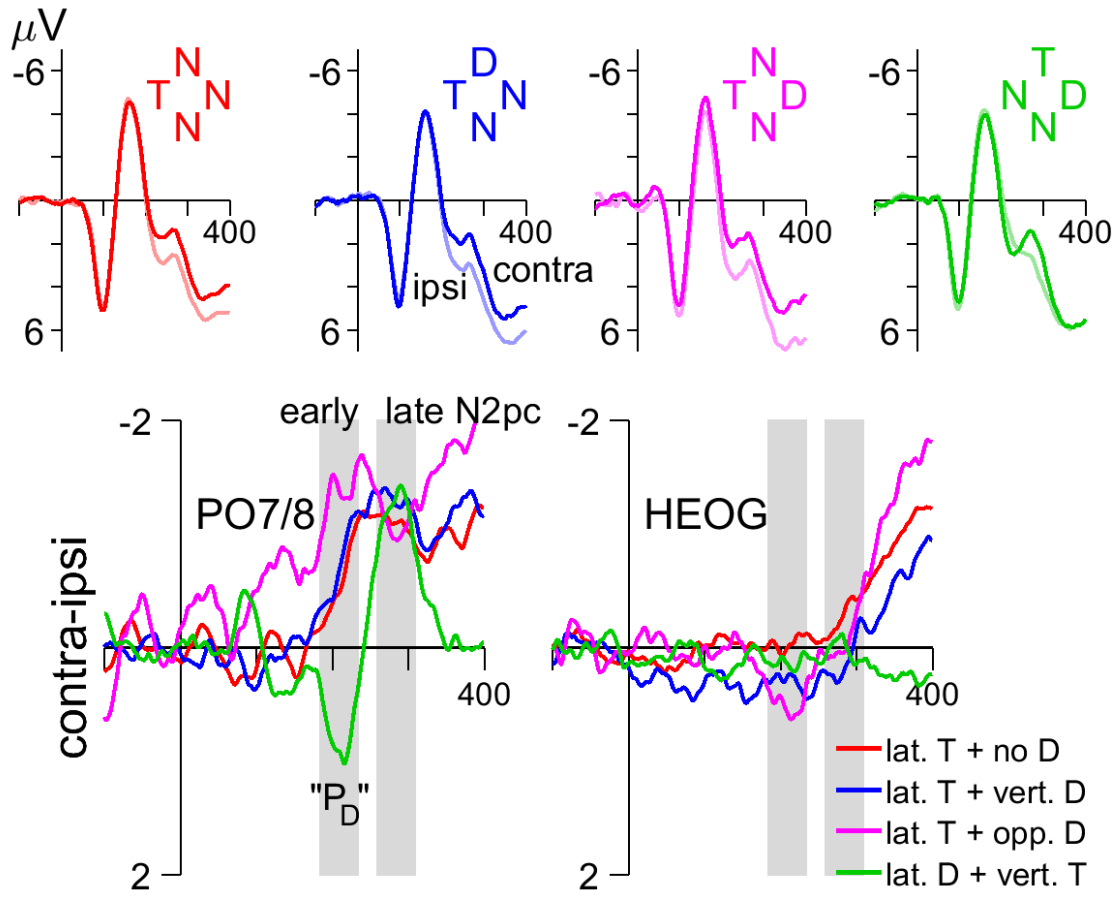 μV
-6
6
N
T N
N
400
-6
6
D
T N
N
400
ipsi
contra
-6
6
N
T D
N
400
-6
6
T
N D
N
400
contra-ipsi
-2
2
early
late N2pc
PO7/8
"PD"
400
-2
2
HEOG
400
lat. T + no D
lat. T + vert. D
lat. T + opp. D
lat. D + vert. T